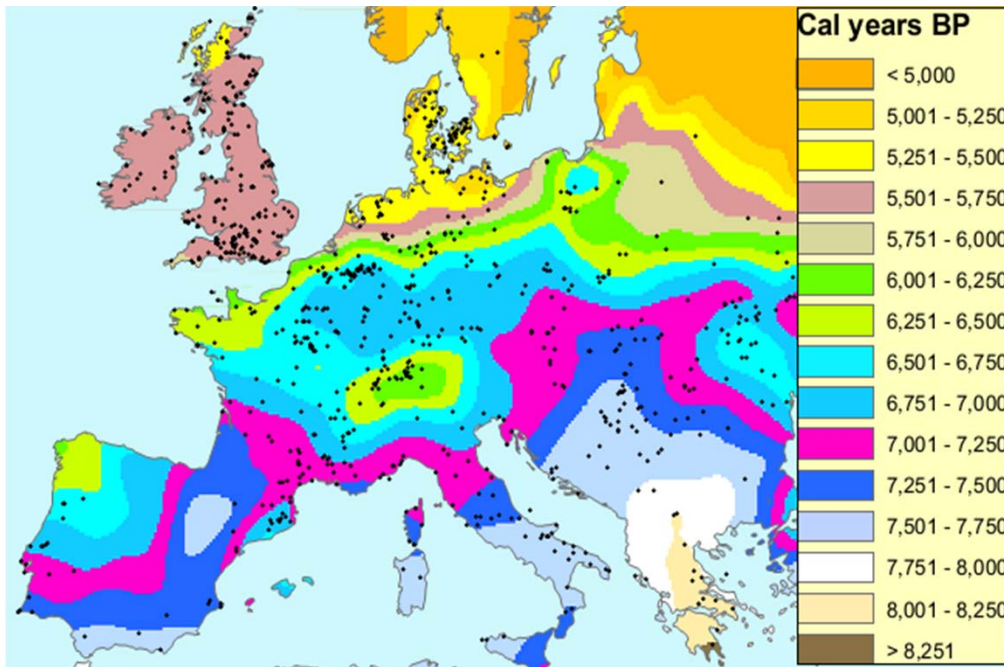 Cal years BP
< 5,000
5,001 - 5,250
5,251 - 5,500
5,501 - 5,750
5,751 - 6,000
6,001 - 6,250
6,251 - 6,500
6,501 - 6,750
6,751 - 7,000
7,001 - 7,250
7,251 - 7,500
7,501 - 7,750
7,751 - 8,000
8,001 - 8,250
> 8,251